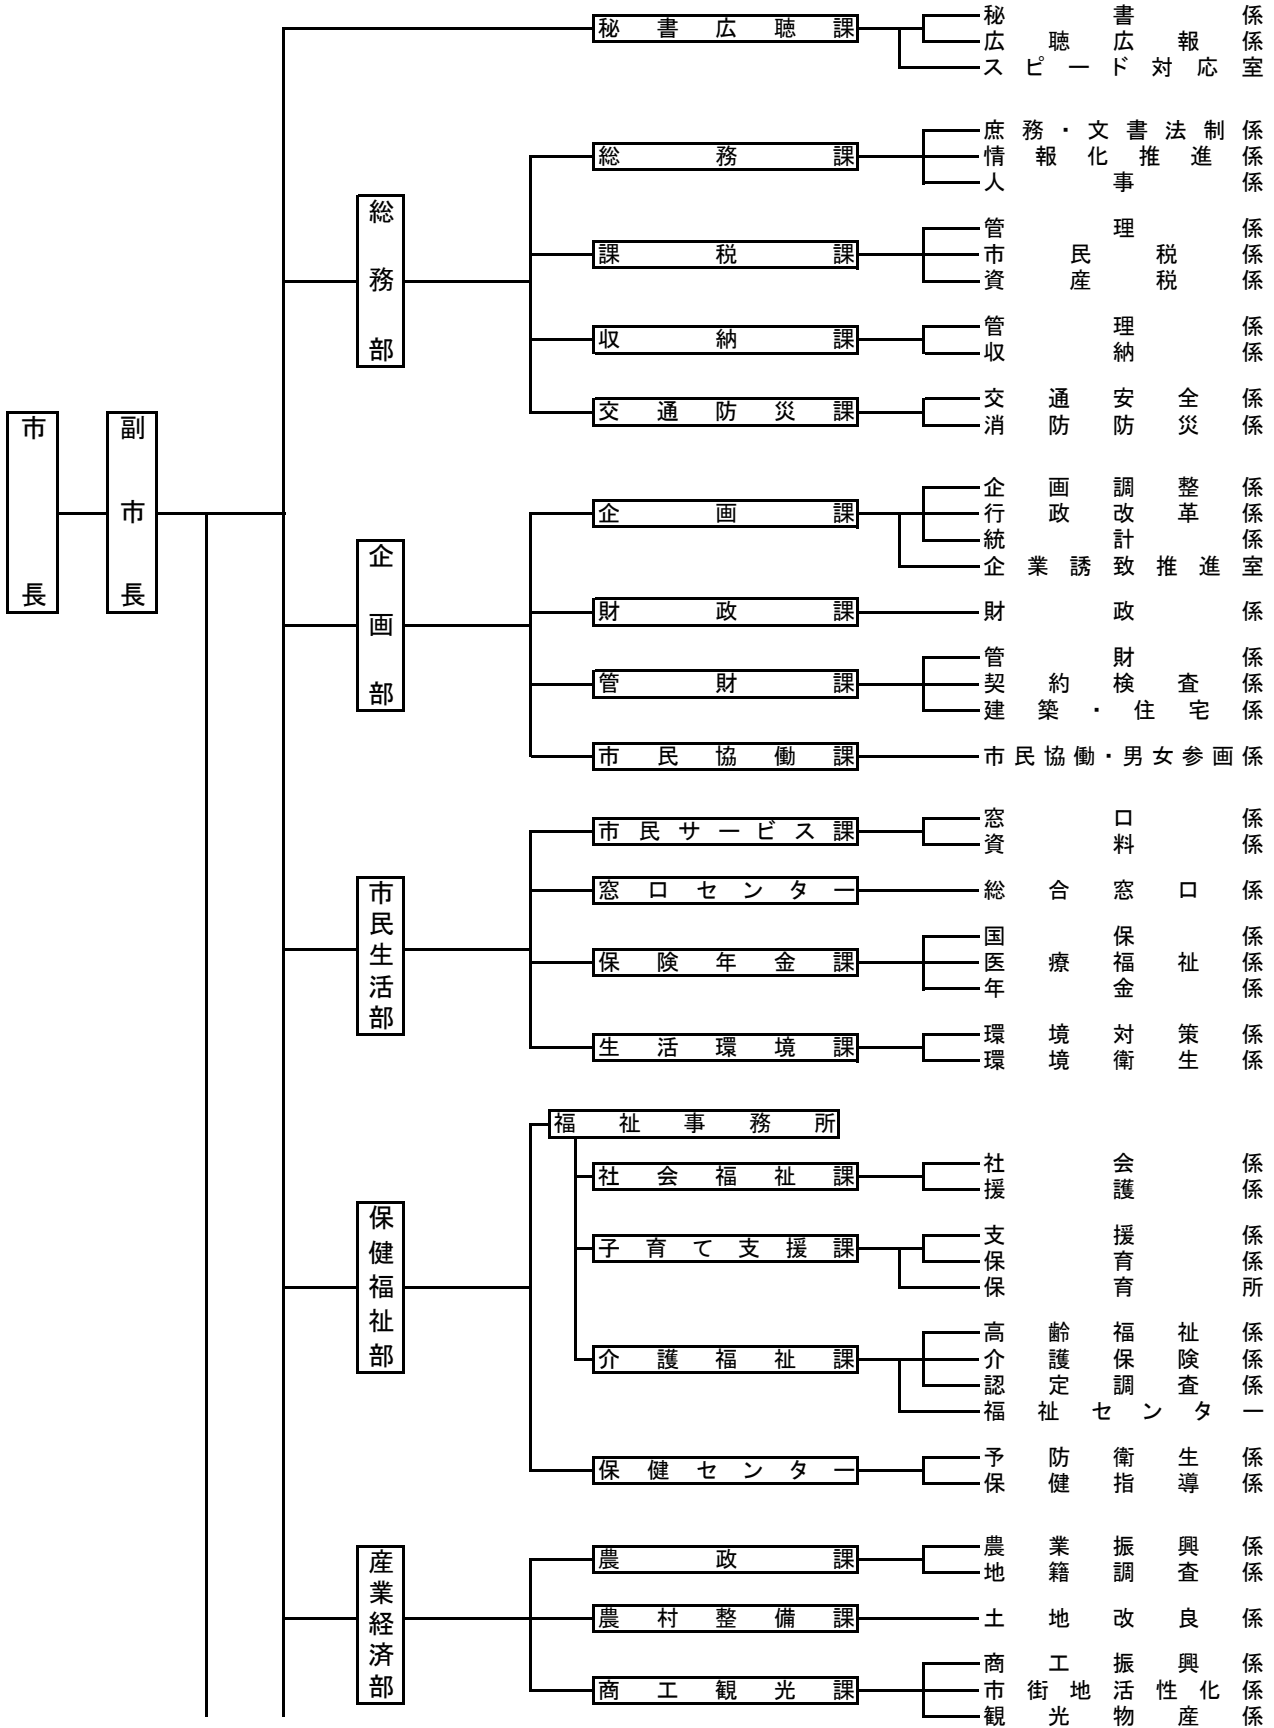 市長
副市長
秘書広聴課
秘書係
広聴広報係
スピード対応室
総務部
総務課
庶務・文書法制係
情報化推進係
人事係
課税課
管理係
市民税係
資産税係
収納課
管理係
収納係
交通防災課
交通安全係
消防防災係
企画部
企画課
企画調整係
行政改革係
統計係
企業誘致推進室
財政課
財政係
管財課
管財係
契約検査係
建築・住宅係
市民協働課
市民協働・男女参画係
市民生活部
市民サービス課
窓口係
資料係
窓口センター
総合窓口係
保険年金課
国保係
医療福祉係
年金係
生活環境課
環境対策係
環境衛生係
保健福祉部
福祉事務所
社会福祉課
社会係
援護係
子育て支援課
支援係
保育係
保育所
介護福祉課
高齢福祉係
介護保険係
認定調査係
福祉センター
保健センター
予防衛生係
保健指導係
産業経済部
農政課
農業振興係
地籍調査係
農村整備課
土地改良係
商工観光課
商工振興係
市街地活性化係
観光物産係